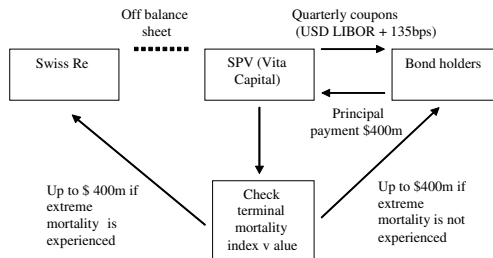 Off balance
sheet
Quarterly coupons
(USD LIBOR + 135bps)
Swiss Re
SPV (Vita
Capital)
Bond holders
Principal
payment $400m
Up to $ 400m if
extreme
mortality is
experienced
Check
terminal
mortality
index v alue
Up to $400m if
extreme
mortality is not
experienced